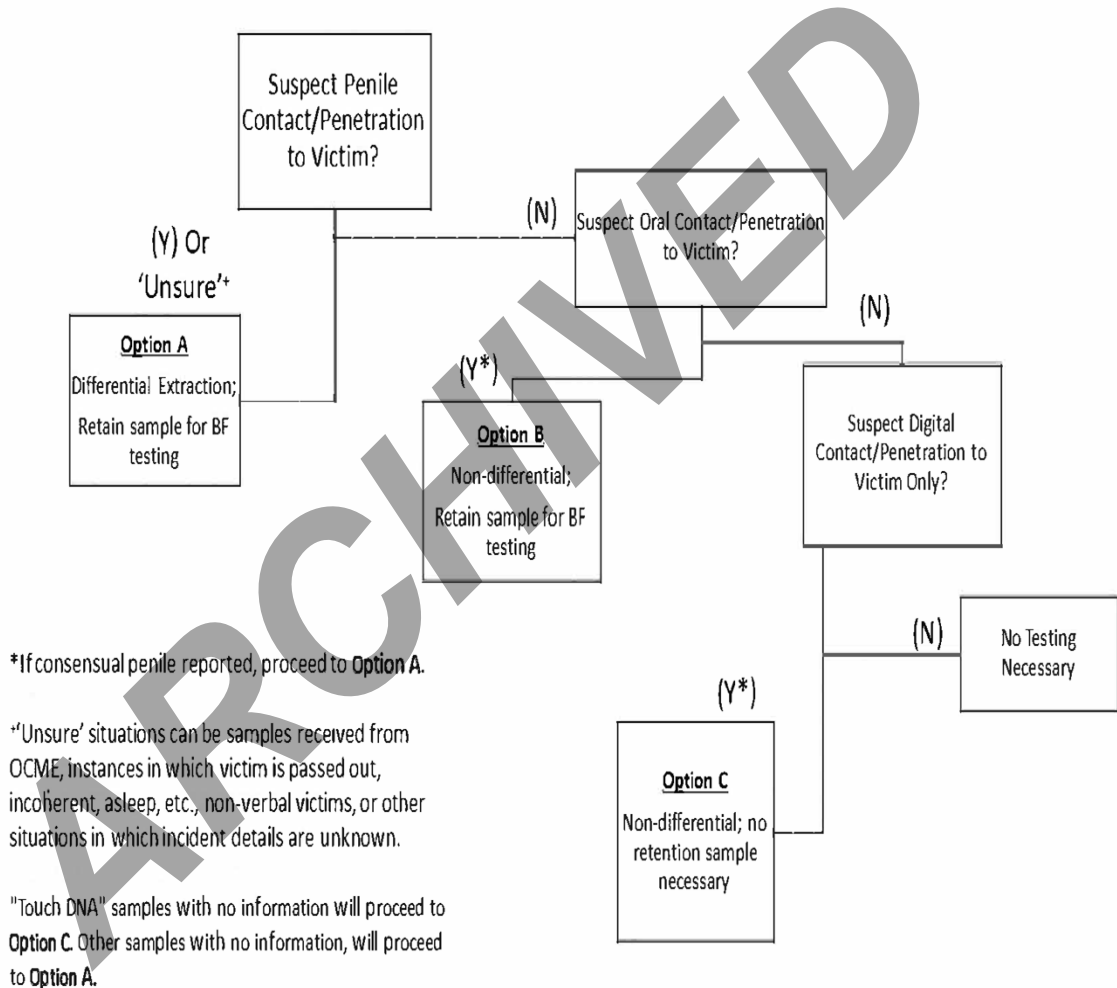 Suspect Penile
Contact/Penetration
to Victim?
(N)
Suspect Oral Contact/Penetration
to Victim?
(Y) Or
'Unsure'+
Option A
Differential Extraction;
Retain sample for BF
testing
(Y*)
Option B
Non-differential;
Retain sample for BF
testing
(N)
Suspect Digital
Contact/Penetration to
Victim Only?
(N)
No Testing
Necessary
(Y*)
Option C
Non-differential; no
retention sample
necessary
*If consensual penile reported, proceed to Option A.
+'Unsure' situations can be samples received from
OCME, instances in which victim is passed out,
incoherent, asleep, etc., non-verbal victims, or other
situations in which incident details are unknown.
"Touch DNA" samples with no information will proceed to
Option C. Other samples with no information, will proceed
to Option A.
ARCHIVED